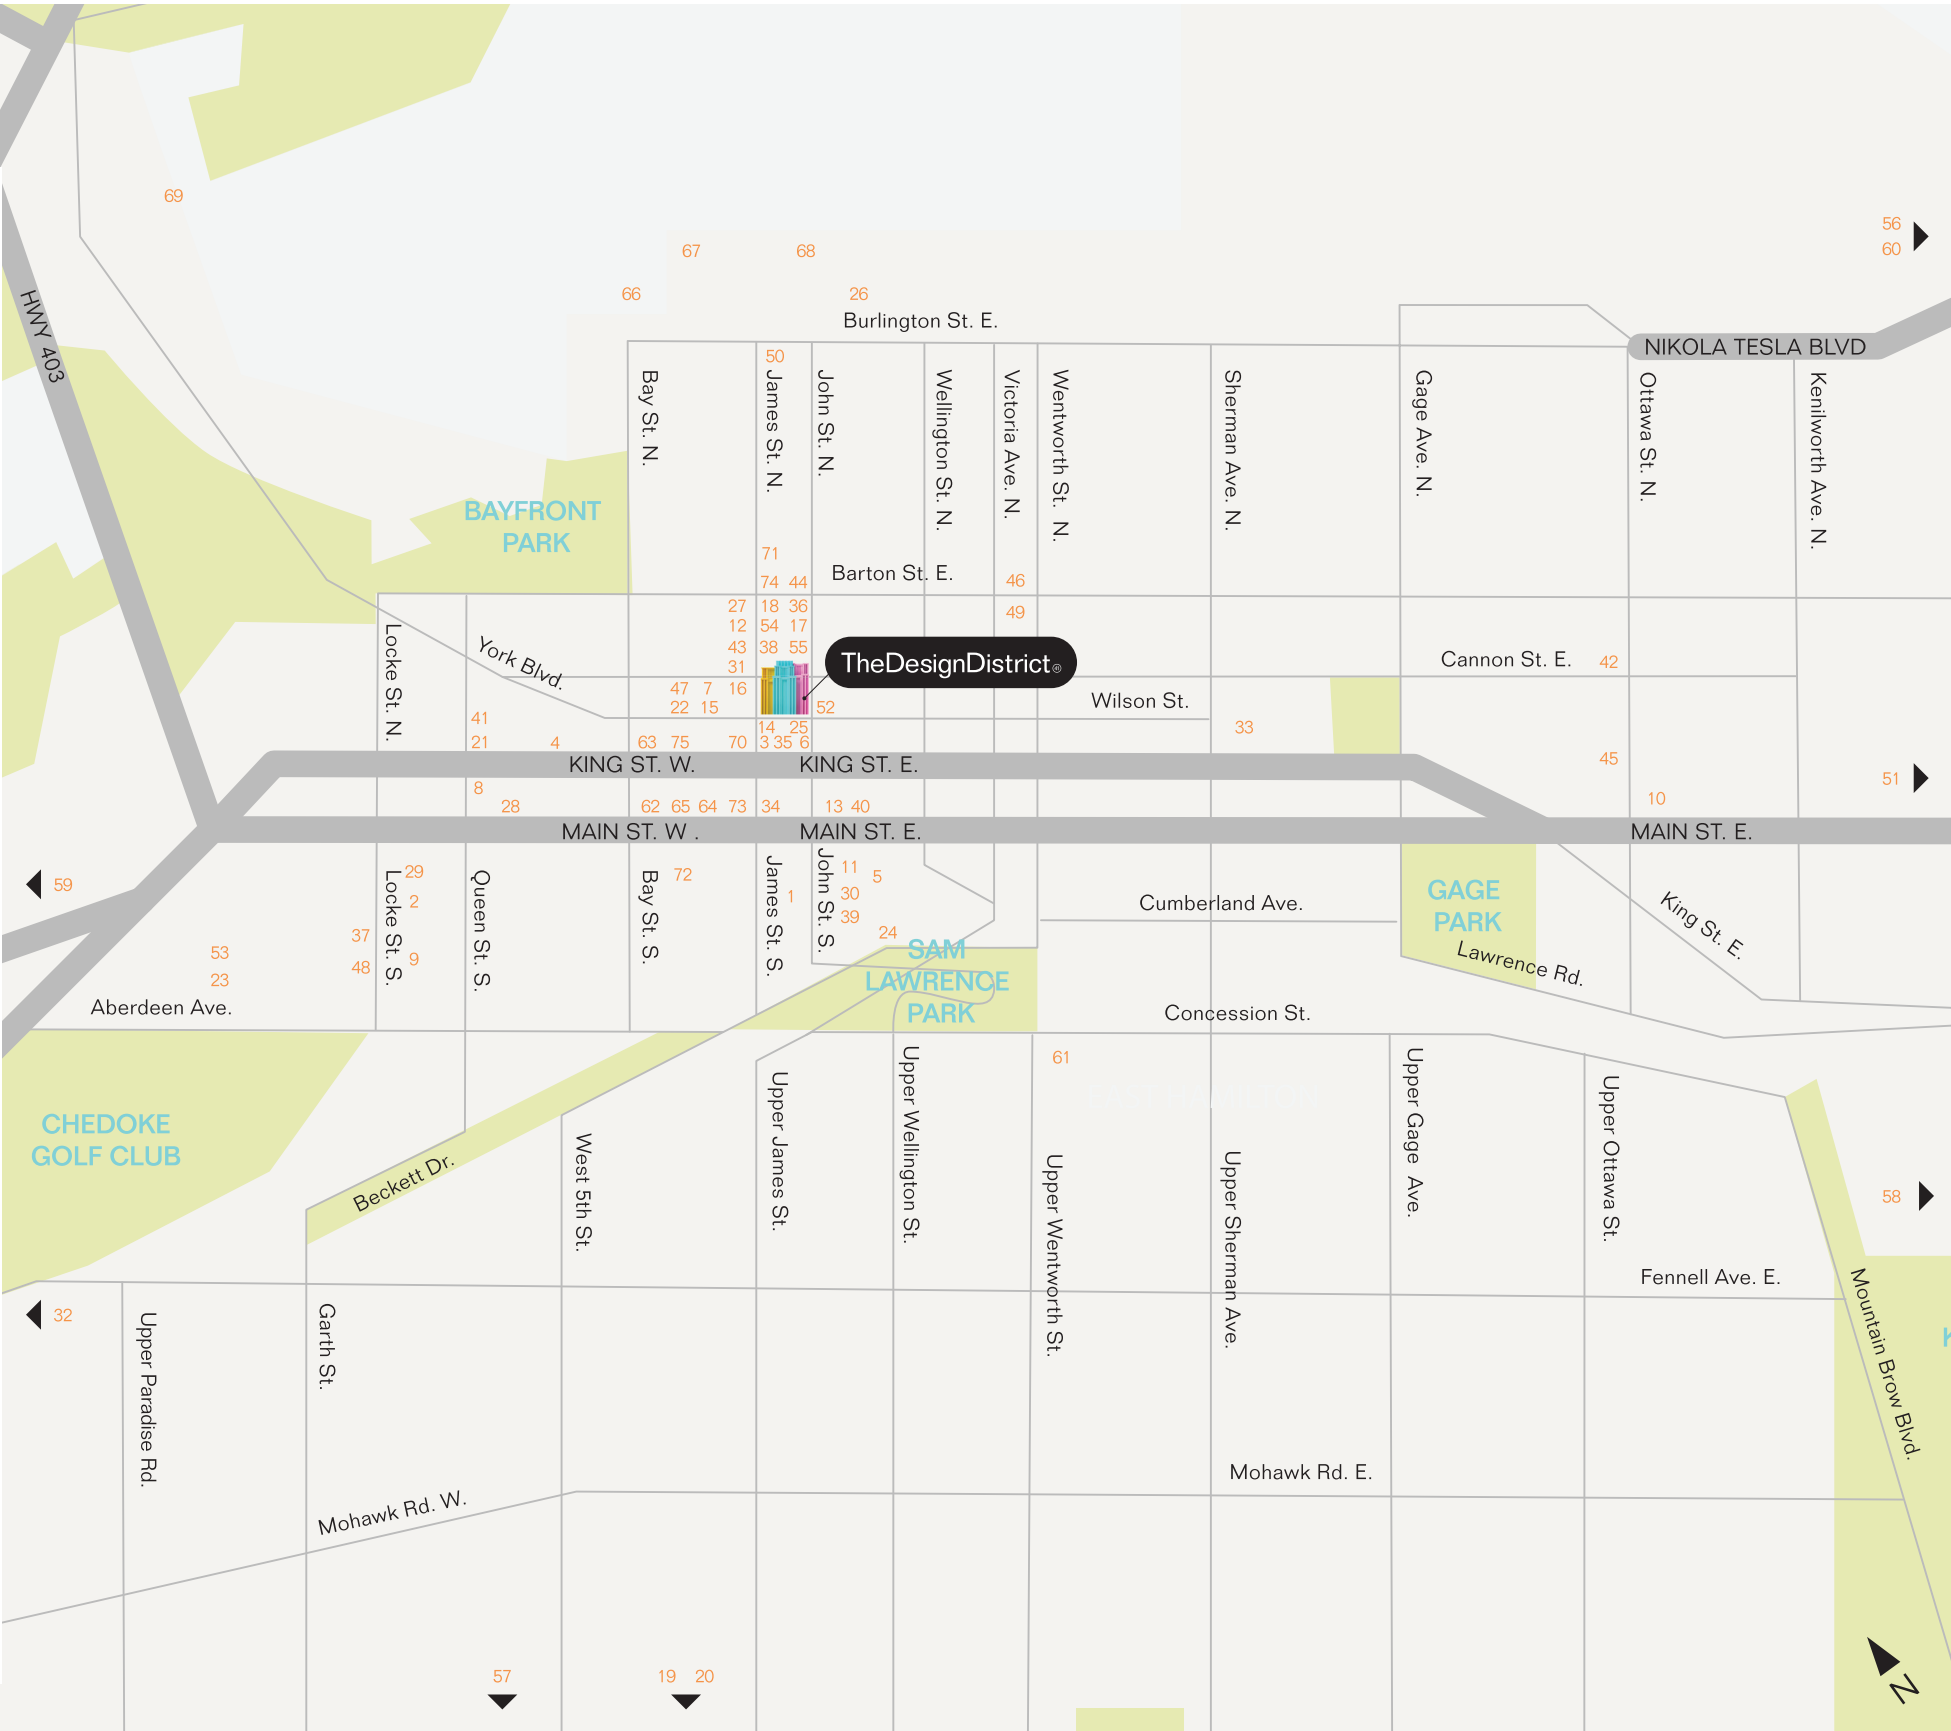 69
67
68
56
60
66
26
Burlington St. E.
HWY 403
NIKOLA TESLA BLVD
50
Bay St. N.
James St. N.
John St. N.
Wellington St. N.
Victoria Ave. N.
Wentworth St. N.
Sherman Ave. N.
Gage Ave. N.
Ottawa St. N.
Kenilworth Ave. N.
BAYFRONT
PARK
71
Barton St. E.
74 44
46
27 18 36
49
12 54 17
43 38 55
31
Locke St. N.
York Blvd.
TheDesignDistrict
Cannon St. E.
42
47 7 16
22 15
52
Wilson St.
41
14 25
33
21
4
63 75 70 3 35 6
KING ST. W.
KING ST. E.
45
51
8
28
62 65 64 73 34 13 40
10
MAIN ST. W .
MAIN ST. E.
MAIN ST. E.
59
29
2
Locke St. S.
Queen St. S.
Bay St. S.
72
James St. S.
1
John St. S.
11
5
30
39
24
Cumberland Ave.
GAGE
PARK
King St. E.
Lawrence Rd.
37
48
9
53
23
SAM
LAWRENCE
PARK
Aberdeen Ave.
Concession St.
61
CHEDOKE
GOLF CLUB
Beckett Dr.
West 5th St.
Upper James St.
Upper Wellington St.
Upper Wentworth St.
Upper Sherman Ave.
Upper Gage Ave.
Upper Ottawa St.
58
Fennell Ave. E.
Mountain Brow Blvd.
K
32
Upper Paradise Rd.
Garth St.
Mohawk Rd. W.
Mohawk Rd. E.
57
19 20
N